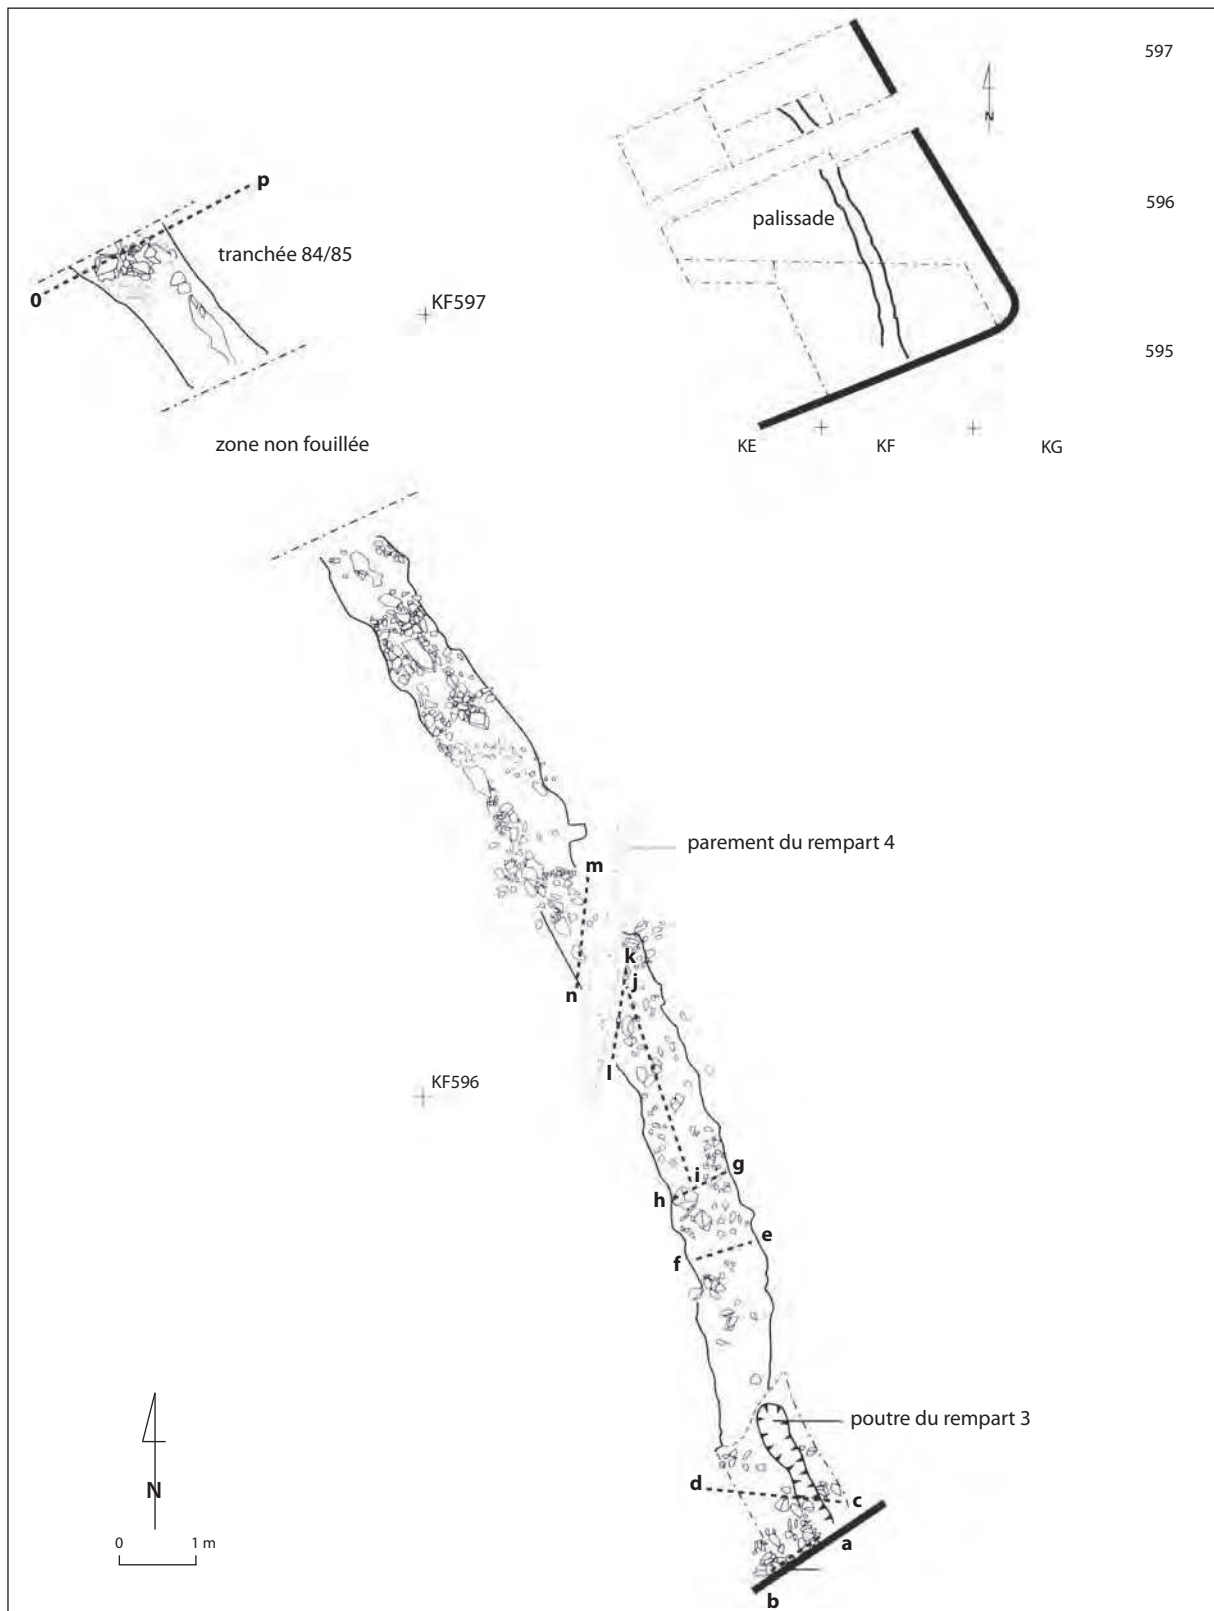 597
N
p
596
palissade
tranchée 84/85
0
KF597
595
zone non fouillée
KE
KF
KG
parement du rempart 4
m
k
j
n
l
KF596
g
i
h
e
f
poutre du rempart 3
d
c
N
0
1 m
a
b